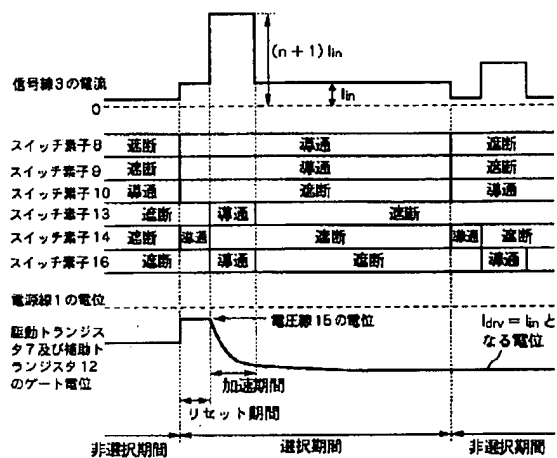 (n + 1) Iin
信号線3の電流
Iin
0
スイッチ素子8 遮断 導通 遮断
スイッチ素子9 遮断 導通 遮断
スイッチ素子10 導通 遮断 導通
スイッチ素子13 遮断 導通 遮断
スイッチ素子14 遮断 導通 遮断 導通 遮断
スイッチ素子16 遮断 導通 遮断 導通
電源線1の電位
電圧線15の電位
Idrv = Iinと
なる電位
駆動トランジス
タ7及び補助ト
ランジスタ12
のゲート電位
加速期間
リセット期間
非選択期間 選択期間 非選択期間